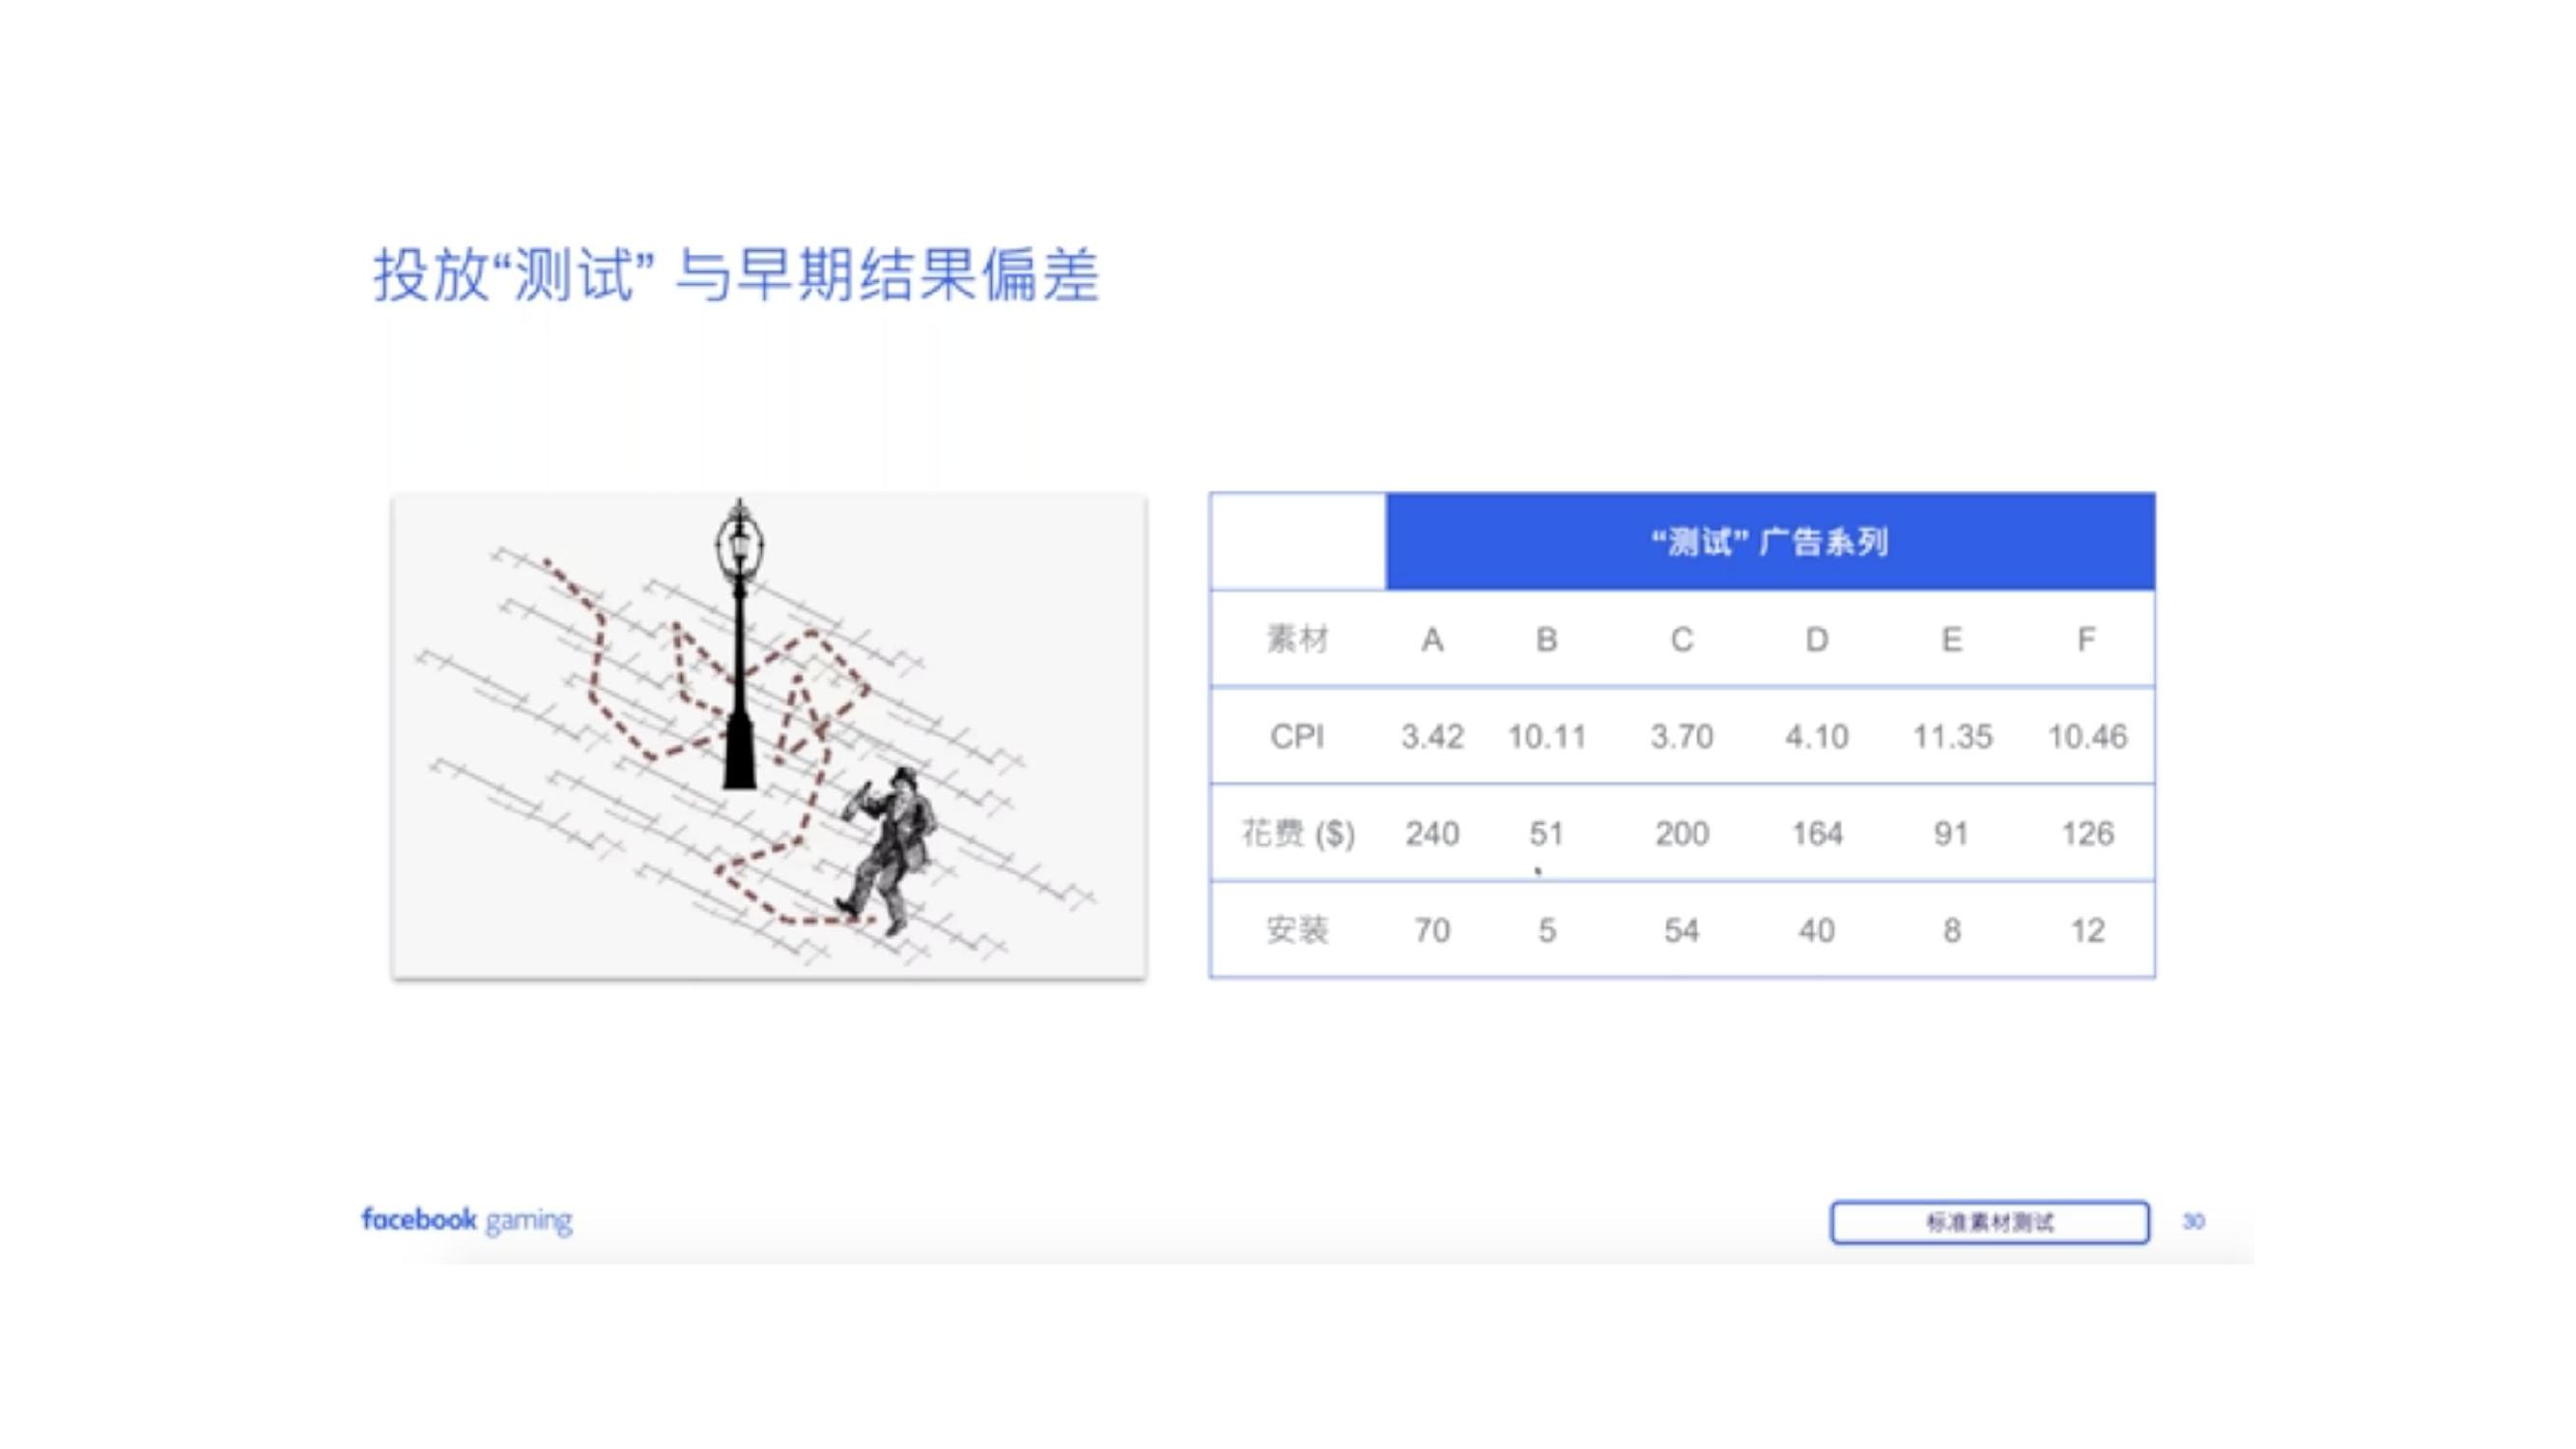 投放“测试” 与早期结果偏差
“测试” 广告系列
素材 A B C D E F
CPI 3.42 10.11 3.70 4.10 11.35 10.46
花费 ($) 240 51 200 164 91 126
安装 70 5 54 40 8 12
facebook gaming
标准素材测试 30